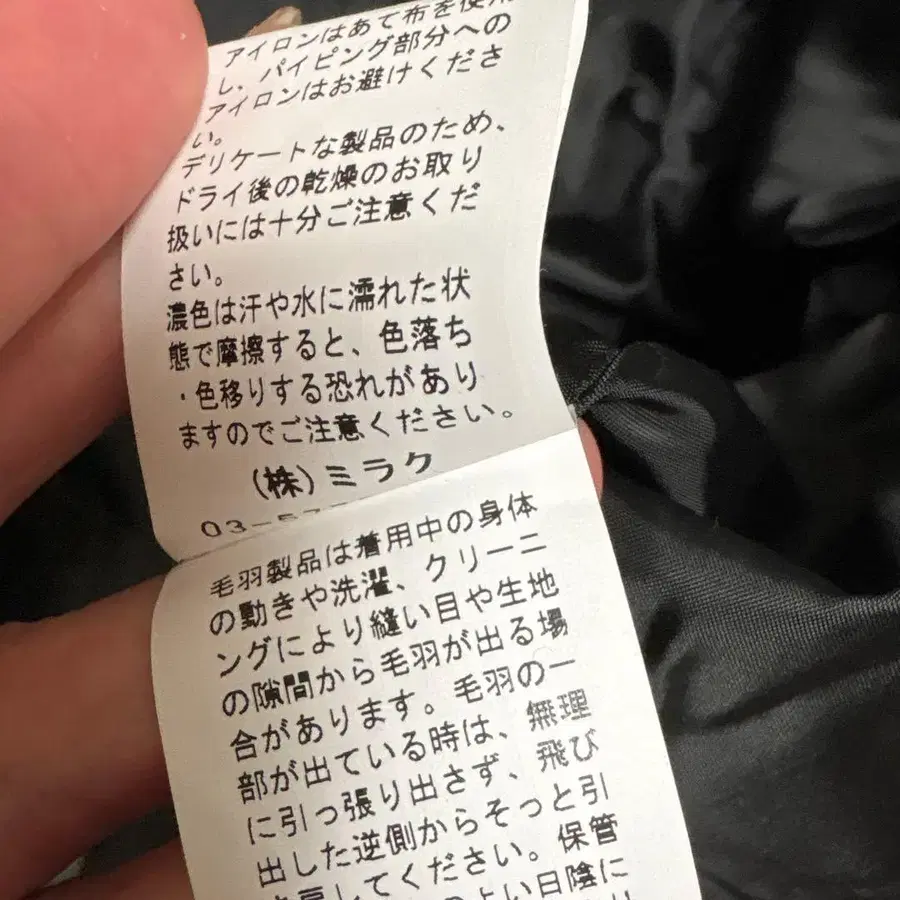 アイロンはあて布を使用
し、パイピング部分への
アイロンはお避けくださ
い。
デリケートな製品のため、
ドライ後の乾燥のお取り
扱いには十分ご注意くだ
さい。
濃色は汗や水に濡れた状
態で摩擦すると、色落ち
・色移りする恐れがあり
ますのでご注意ください。
(株)ミラク
03-57
毛羽製品は着用中の身体
の動きや洗濯、クリーニ
ングにより縫い目や生地
の隙間から毛羽が出る場
合があります。毛羽の一
部が出ている時は、無理
に引っ張り出さず、飛び
出した逆側からそっと引
き戻してください。保管
のよい日陰に